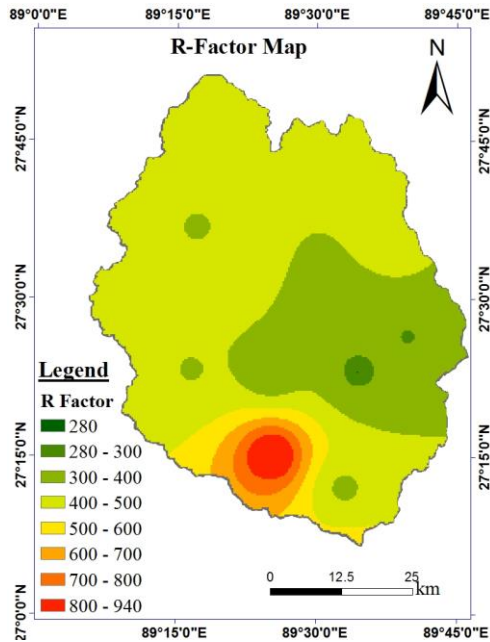 89°0'0"E 89°15'0"E 89°30'0"E 89°45'0"E
R-Factor Map
N
27°45'0"N 27°45'0"N
27°30'0"N 27°30'0"N
Legend
R Factor
280
280 - 300
300 - 400
400 - 500
500 - 600
600 - 700
700 - 800
800 - 940
27°15'0"N 27°15'0"N
0 12.5 25
km
27°0'0"N 27°0'0"N
89°15'0"E 89°30'0"E 89°45'0"E